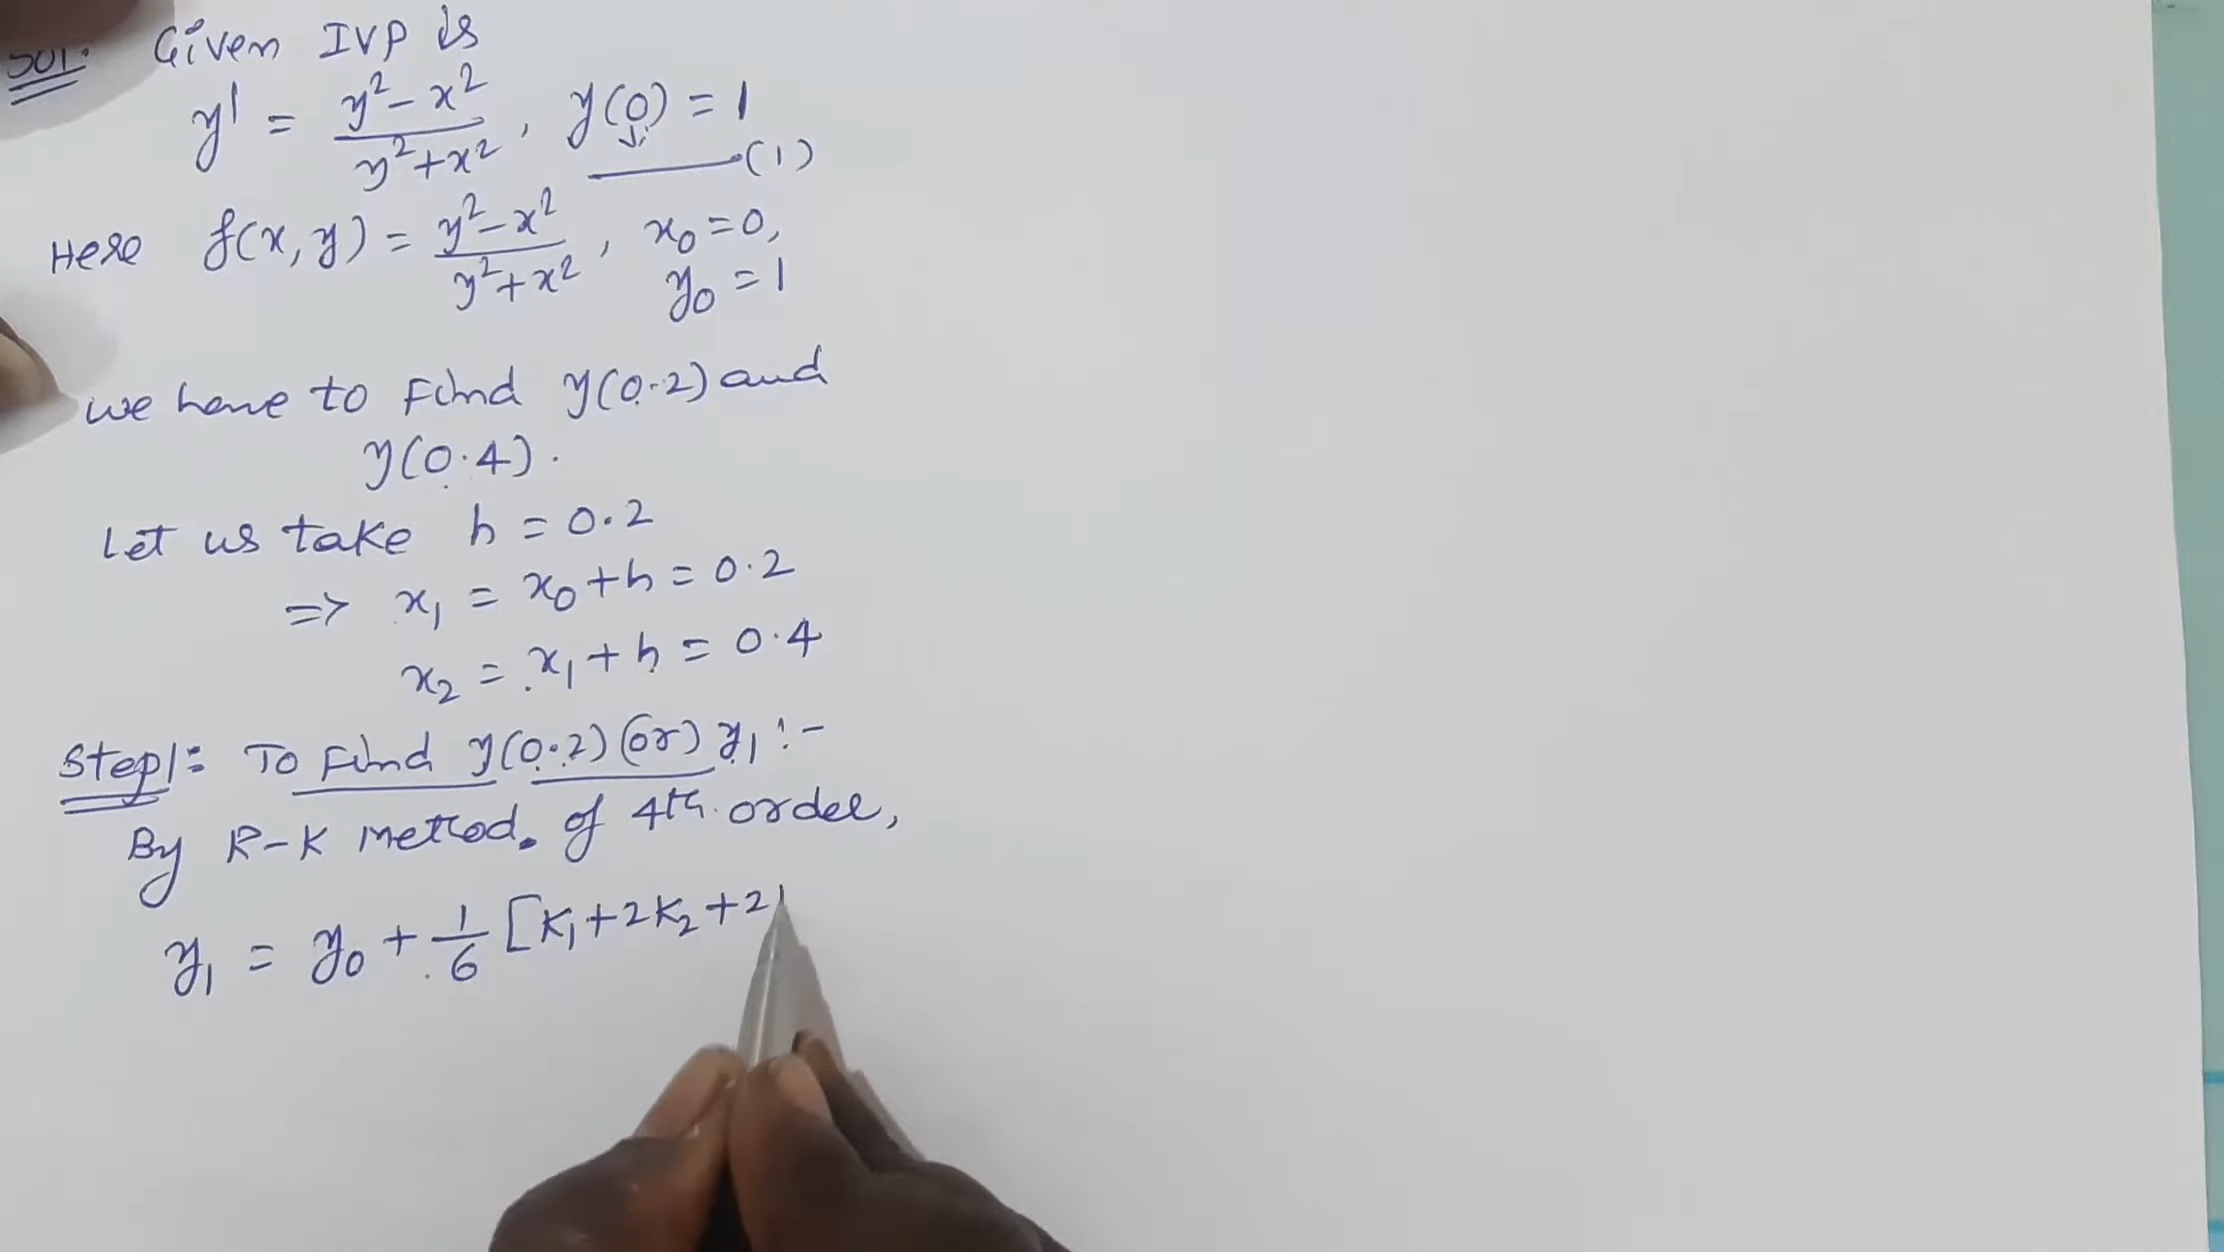 Sol. Given IVP is
y' = (y² - x²)/(y² + x²), y(0) = 1
(1)
Here f(x, y) = (y² - x²)/(y² + x²), x₀ = 0,
y₀ = 1
we have to Find y(0.2) and
y(0.4).
Let us take h = 0.2
=> x₁ = x₀ + h = 0.2
x₂ = x₁ + h = 0.4
Step1: To Find y(0.2) (or) y₁ :-
By R-K method. of 4th order,
y₁ = y₀ + 1/6 [K₁ + 2K₂ + 2